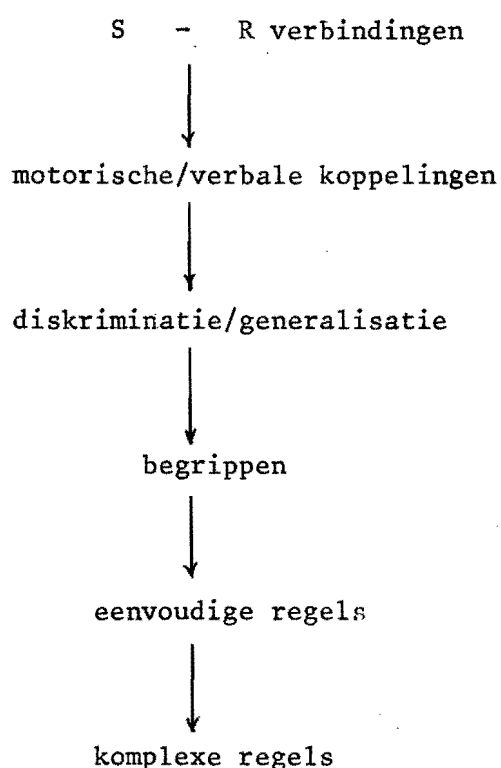 S - R verbindingen
motorische/verbale koppelingen
diskriminatie/generalisatie
begrippen
eenvoudige regels
komplexe regels